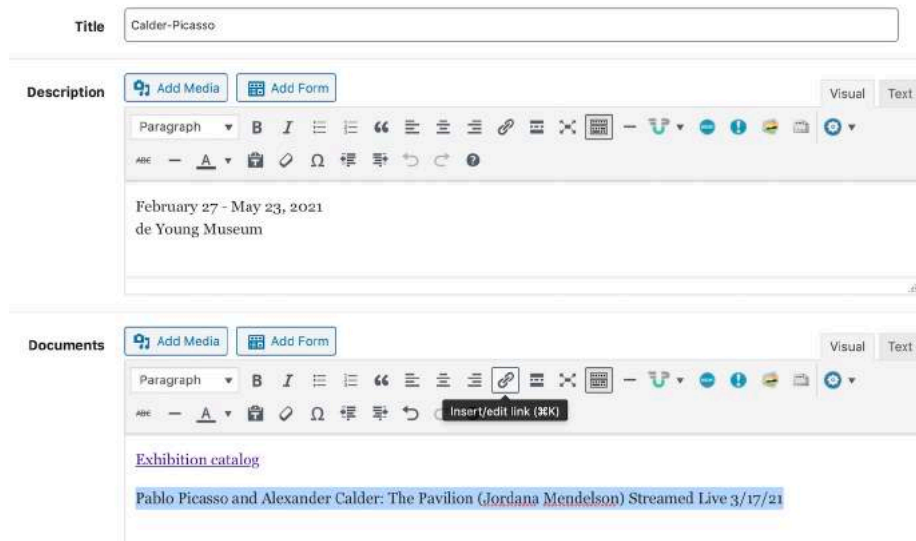 Title
Calder-Picasso
Description
Add Media
Add Form
Visual
Text
Paragraph
B
I
ABC
A
Ω
February 27 - May 23, 2021
de Young Museum
Documents
Add Media
Add Form
Visual
Text
Paragraph
B
I
ABC
A
Ω
Insert/edit link (⌘K)
Exhibition catalog
Pablo Picasso and Alexander Calder: The Pavilion (Jordana Mendelson) Streamed Live 3/17/21